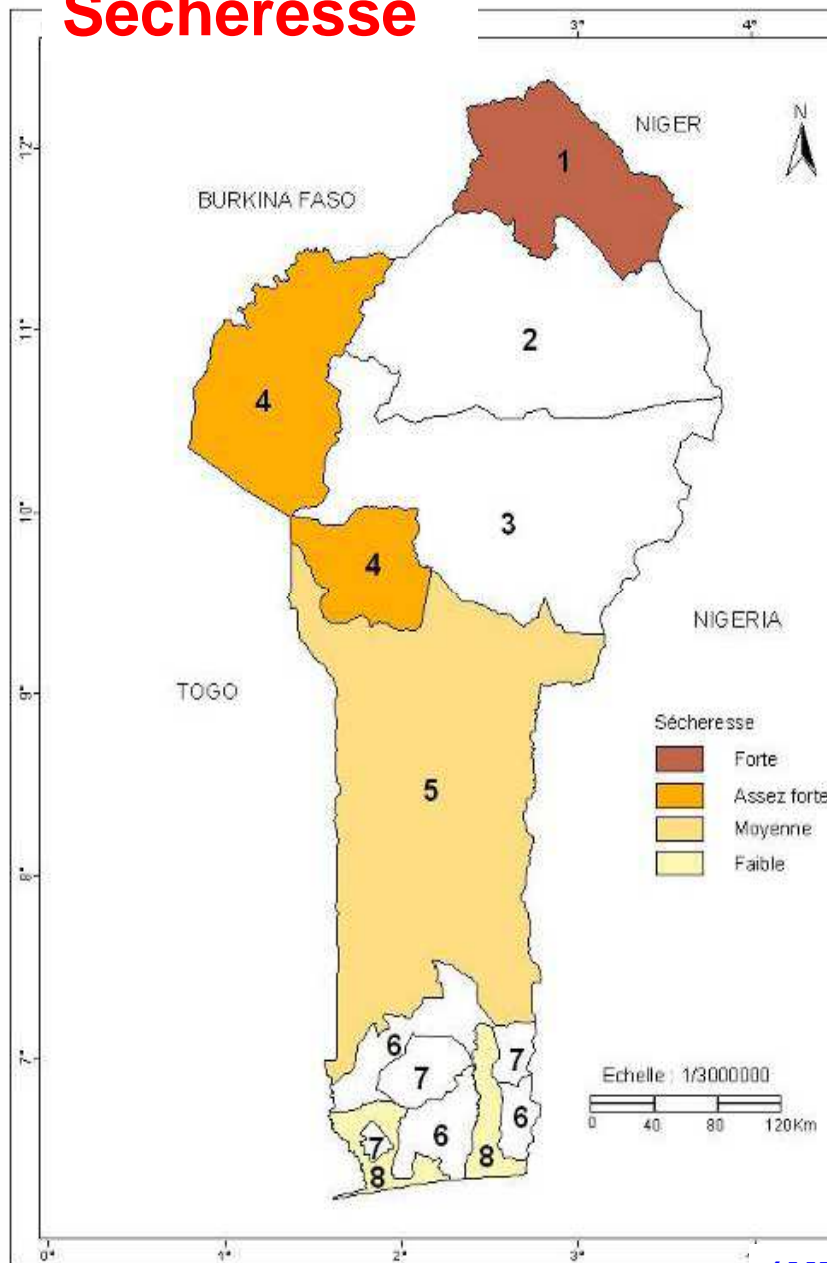 Sécheresse
3° 4°
N
NIGER
12°
1
BURKINA FASO
11°
2
4
10°
3
4
NIGERIA
TOGO
9°
Sécheresse
Forte
Assez forte
5
Moyenne
Faible
8°
6
7
7°
7
Echelle : 1/3000000
6
6
7
0 40 80 120Km
8
8
0° 1° 2° 3°